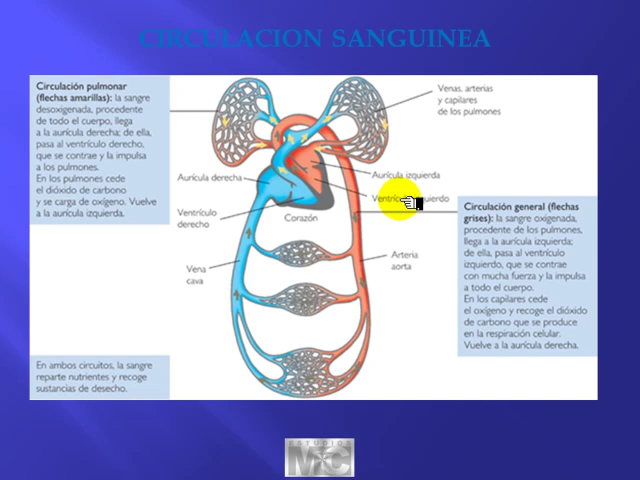 CIRCULACION SANGUINEA
Circulación pulmonar
(flechas amarillas): la sangre
desoxigenada, procedente
de todo el cuerpo, llega
a la aurícula derecha; de ella,
pasa al ventrículo derecho,
que se contrae y la impulsa
a los pulmones.
En los pulmones cede
el dióxido de carbono
y se carga de oxígeno. Vuelve
a la aurícula izquierda.
Venas, arterias
y capilares
de los pulmones
Aurícula derecha
Aurícula izquierda
Ventrículo izquierdo
Ventrículo
derecho
Corazón
Vena
cava
Arteria
aorta
Circulación general (flechas
grises): la sangre oxigenada,
procedente de los pulmones,
llega a la aurícula izquierda;
de ella, pasa al ventrículo
izquierdo, que se contrae
con mucha fuerza y la impulsa
a todo el cuerpo.
En los capilares cede
el oxígeno y recoge el dióxido
de carbono que se produce
en la respiración celular.
Vuelve a la aurícula derecha.
En ambos circuitos, la sangre
reparte nutrientes y recoge
sustancias de desecho.
ESTUDIOS